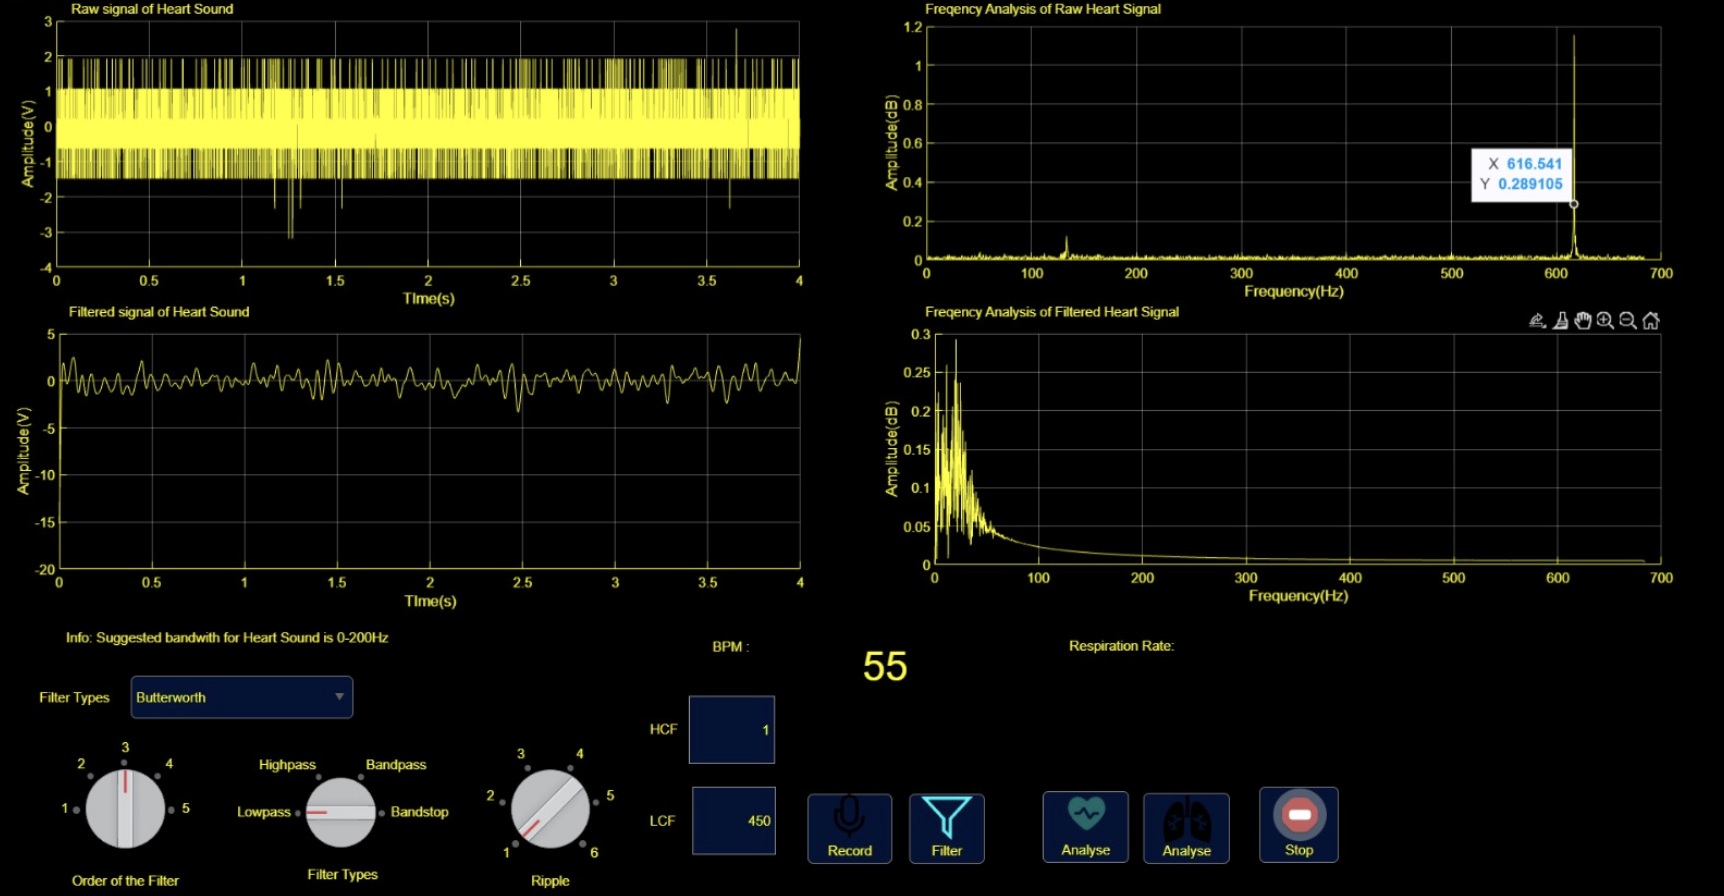 Raw signal of Heart Sound
3
2
1
0
-1
-2
-3
-4
Amplitude(V)
0 0.5 1 1.5 2 2.5 3 3.5 4
TIme(s)
Freqency Analysis of Raw Heart Signal
1.2
1
0.8
0.6
0.4
0.2
0
Amplitude(dB)
X 616.541
Y 0.289105
0 100 200 300 400 500 600 700
Frequency(Hz)
Filtered signal of Heart Sound
5
0
-5
-10
-15
-20
Amplitude(V)
0 0.5 1 1.5 2 2.5 3 3.5 4
TIme(s)
Freqency Analysis of Filtered Heart Signal
0.3
0.25
0.2
0.15
0.1
0.05
0
Amplitude(dB)
0 100 200 300 400 500 600 700
Frequency(Hz)
Info: Suggested bandwith for Heart Sound is 0-200Hz
BPM :
55
Respiration Rate:
Filter Types
Butterworth
1
2
3
4
5
Order of the Filter
Lowpass
Highpass
Bandpass
Bandstop
Filter Types
1
2
3
4
5
6
Ripple
HCF
1
LCF
450
Record
Filter
Analyse
Analyse
Stop